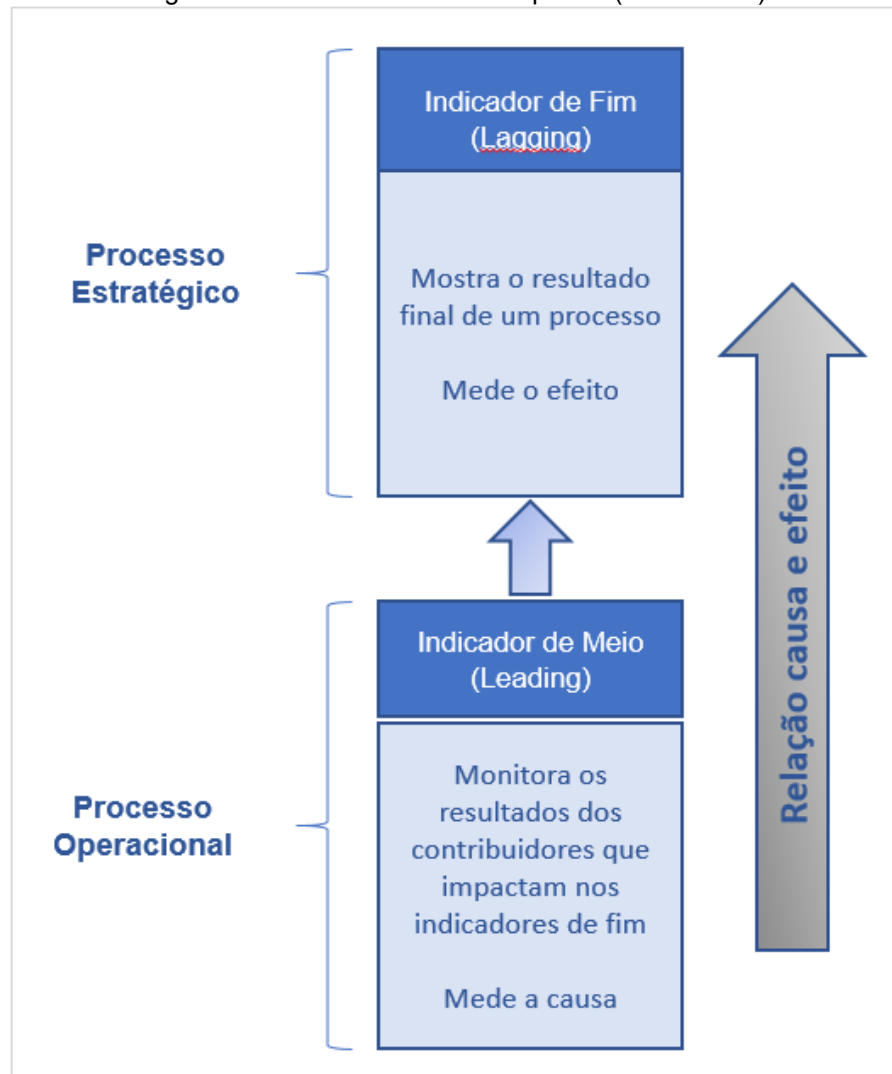 Indicador de Fim
(Lagging)
Processo
Estratégico
Mostra o resultado
final de um processo
Mede o efeito
Relação causa e efeito
Indicador de Meio
(Leading)
Processo
Operacional
Monitora os
resultados dos
contribuidores que
impactam nos
indicadores de fim
Mede a causa